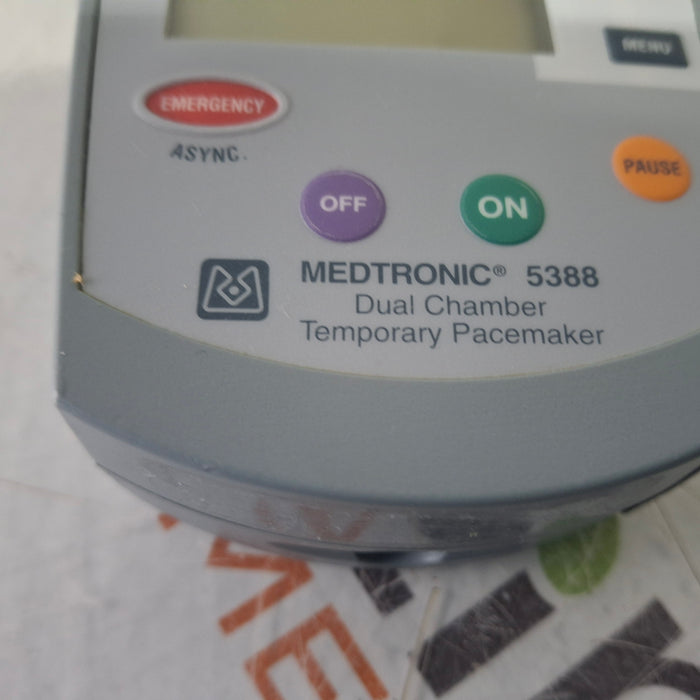 MENU
EMERGENCY
ASYNC.
PAUSE
OFF
ON
MEDTRONIC® 5388
Dual Chamber
Temporary Pacemaker